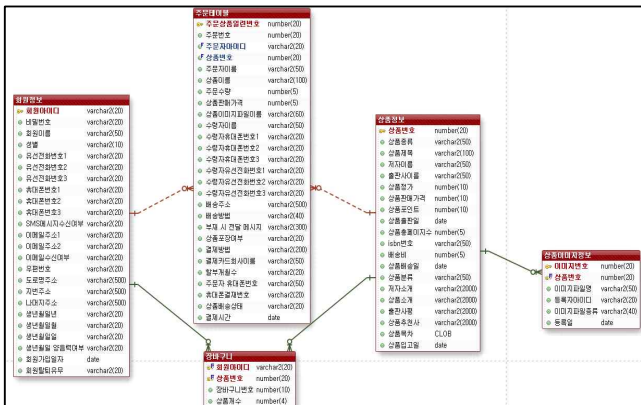 주문테이블
주문상품일련번호 number(20)
주문번호 number(20)
주문자아이디 varchar2(20)
상품번호 number(20)
주문자이름 varchar2(50)
상품이름 varchar2(100)
주문수량 number(5)
상품판매가격 number(5)
상품이미지파일이름 varchar2(60)
수령자이름 varchar2(50)
수령자휴대폰번호1 varchar2(20)
수령자휴대폰번호2 varchar2(20)
수령자휴대폰번호3 varchar2(20)
수령자유선전화번호1 varchar2(20)
수령자유선전화번호2 varchar2(20)
수령자유선전화번호3 varchar2(20)
배송주소 varchar2(500)
배송방법 varchar2(40)
부재 시 전달 메시지 varchar2(300)
상품포장여부 varchar2(20)
결제방법 varchar2(200)
결제카드회사이름 varchar2(50)
할부개월수 varchar2(20)
주문자 휴대폰번호 varchar2(50)
휴대폰결제번호 varchar2(20)
상품배송상태 varchar2(20)
결제시간 date
회원정보
회원아이디 varchar2(20)
비밀번호 varchar2(20)
회원이름 varchar2(50)
성별 varchar2(10)
유선전화번호1 varchar2(20)
유선전화번호2 varchar2(20)
유선전화번호3 varchar2(20)
휴대폰번호1 varchar2(20)
휴대폰번호2 varchar2(20)
휴대폰번호3 varchar2(20)
SMS메시지수신여부 varchar2(20)
이메일주소1 varchar2(20)
이메일주소2 varchar2(20)
이메일수신여부 varchar2(20)
우편번호 varchar2(20)
도로명주소 varchar2(500)
지번주소 varchar2(500)
나머지주소 varchar2(500)
생년월일년 varchar2(20)
생년월일월 varchar2(20)
생년월일일 varchar2(20)
생년월일 양음력여부 varchar2(20)
회원가입일자 date
회원탈퇴유무 varchar2(20)
상품정보
상품번호 number(20)
상품종류 varchar2(50)
상품제목 varchar2(100)
저자이름 varchar2(50)
출판사이름 varchar2(50)
상품정가 number(10)
상품판매가격 number(10)
상품포인트 number(10)
상품출판일 date
상품총페이지수 number(5)
isbn번호 varchar2(50)
배송비 number(5)
상품배송일 date
상품분류 varchar2(50)
저자소개 varchar2(2000)
상품소개 varchar2(2000)
출판사평 varchar2(2000)
상품추천사 varchar2(2000)
상품목차 CLOB
상품입고일 date
상품이미지정보
이미지번호 number(20)
상품번호 number(20)
이미지파일명 varchar2(50)
등록자아이디 varchar2(20)
이미지파일종류 varchar2(40)
등록일 date
장바구니
회원아이디 varchar2(20)
상품번호 number(20)
장바구니번호 number(10)
상품개수 number(4)